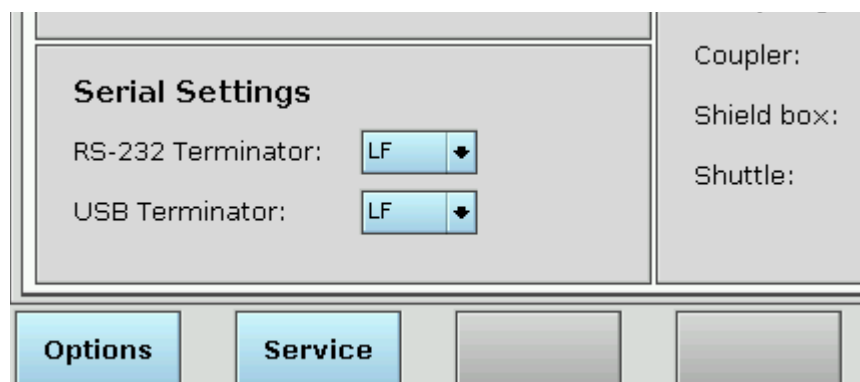 Serial Settings
RS-232 Terminator: LF
USB Terminator: LF
Coupler:
Shield box:
Shuttle:
Options
Service